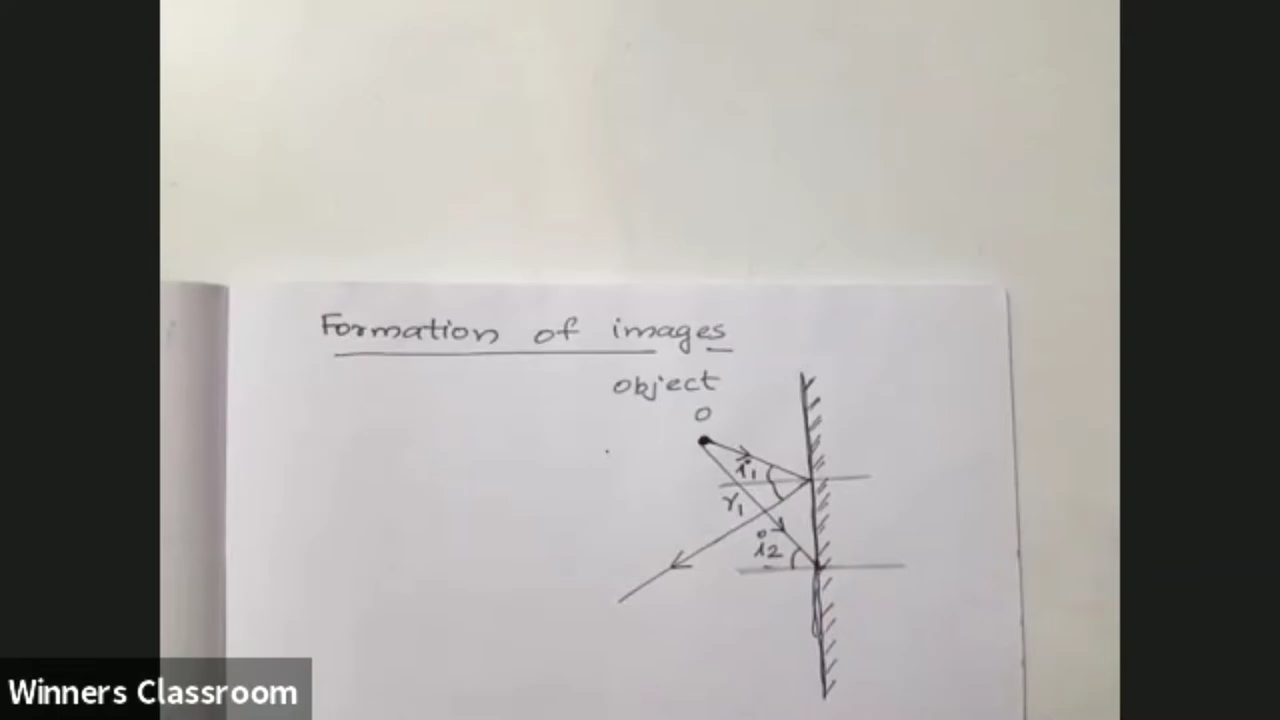 Formation of images
object
O
i1
r1
i2
Winners Classroom